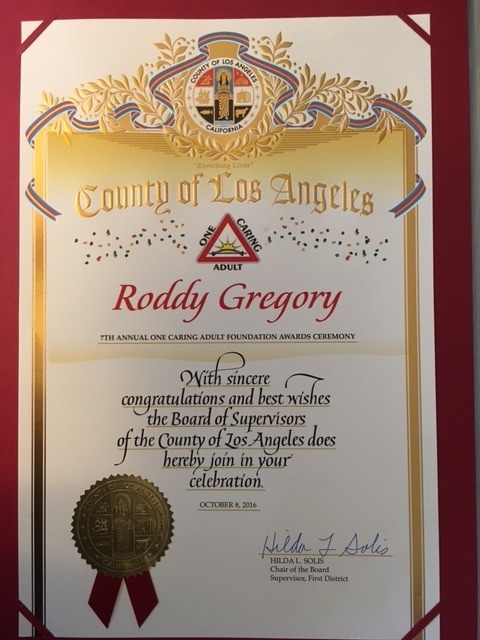 COUNTY OF LOS ANGELES
CALIFORNIA
"Enriching Lives"
County of Los Angeles
ONE CARING
ADULT
Roddy Gregory
7TH ANNUAL ONE CARING ADULT FOUNDATION AWARDS CEREMONY
With sincere
congratulations and best wishes
the Board of Supervisors
of the County of Los Angeles does
hereby join in your
celebration.
OCTOBER 8, 2016
Hilda L Solis
HILDA L. SOLIS
Chair of the Board
Supervisor, First District